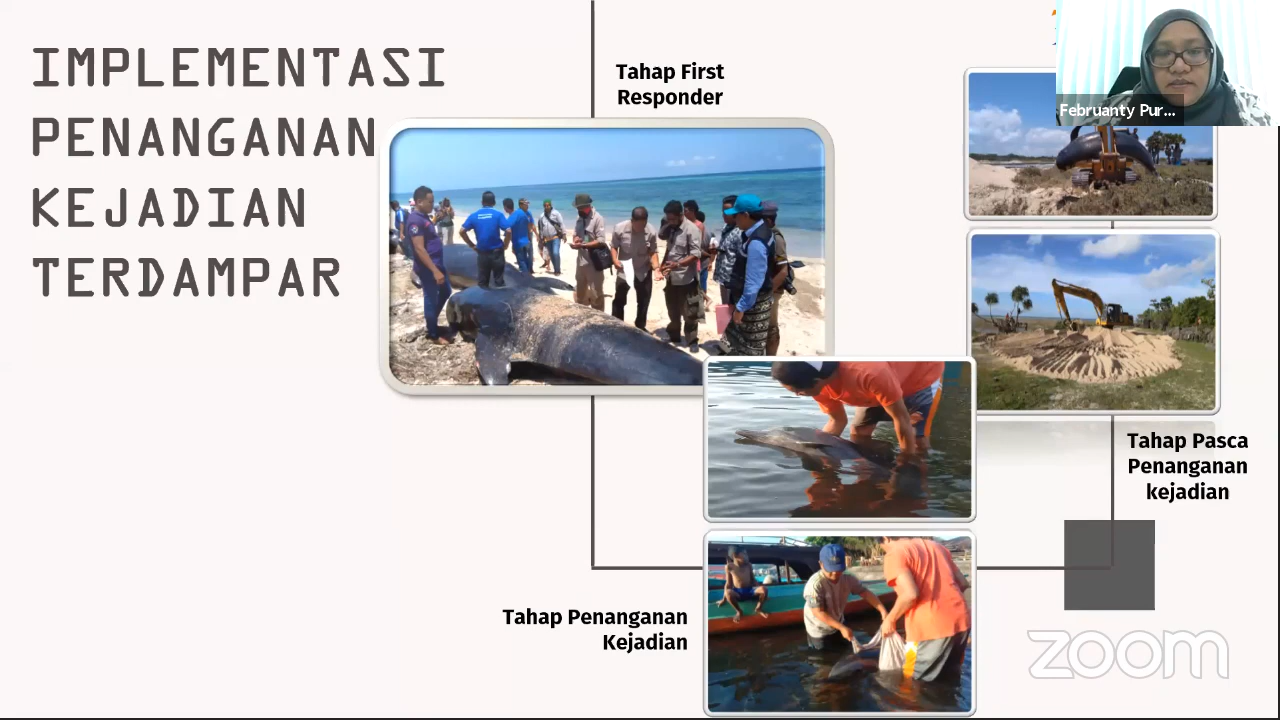 IMPLEMENTASI
PENANGANAN
KEJADIAN
TERDAMPAR
Tahap First
Responder
Februanty Pur...
Tahap Pasca
Penanganan
kejadian
Tahap Penanganan
Kejadian
zoom